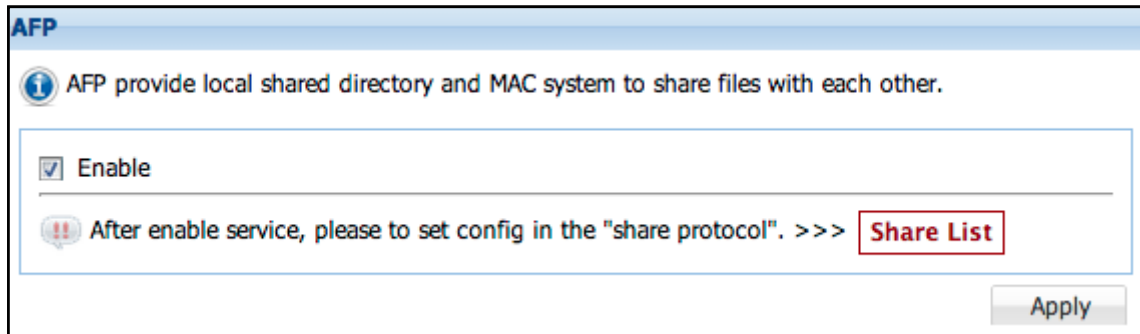 AFP
AFP provide local shared directory and MAC system to share files with each other.
Enable
After enable service, please to set config in the "share protocol". >>> Share List
Apply